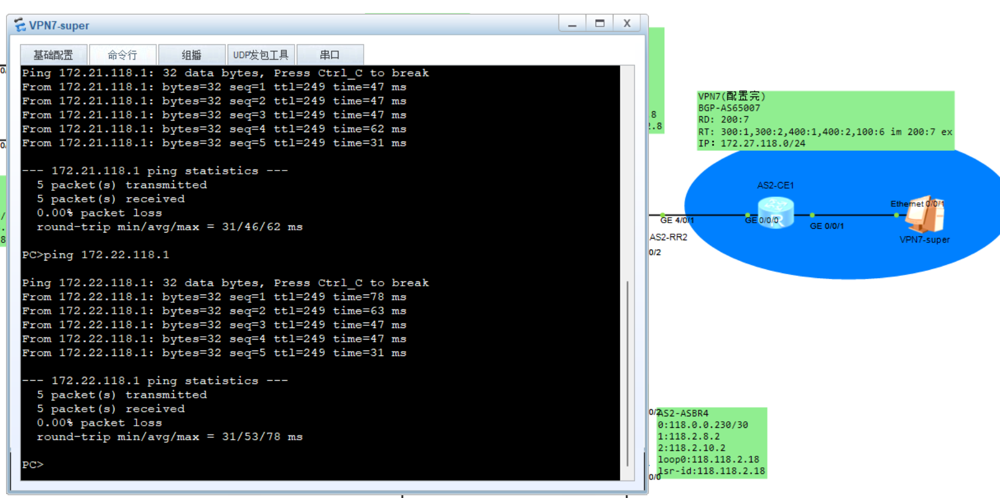 VPN7-super
基础配置 命令行 组播 UDP发包工具 串口
Ping 172.21.118.1: 32 data bytes, Press Ctrl_C to break
From 172.21.118.1: bytes=32 seq=1 ttl=249 time=47 ms
From 172.21.118.1: bytes=32 seq=2 ttl=249 time=47 ms
From 172.21.118.1: bytes=32 seq=3 ttl=249 time=47 ms
From 172.21.118.1: bytes=32 seq=4 ttl=249 time=62 ms
From 172.21.118.1: bytes=32 seq=5 ttl=249 time=31 ms
--- 172.21.118.1 ping statistics ---
5 packet(s) transmitted
5 packet(s) received
0.00% packet loss
round-trip min/avg/max = 31/46/62 ms
PC>ping 172.22.118.1
Ping 172.22.118.1: 32 data bytes, Press Ctrl_C to break
From 172.22.118.1: bytes=32 seq=1 ttl=249 time=78 ms
From 172.22.118.1: bytes=32 seq=2 ttl=249 time=63 ms
From 172.22.118.1: bytes=32 seq=3 ttl=249 time=47 ms
From 172.22.118.1: bytes=32 seq=4 ttl=249 time=47 ms
From 172.22.118.1: bytes=32 seq=5 ttl=249 time=31 ms
--- 172.22.118.1 ping statistics ---
5 packet(s) transmitted
5 packet(s) received
0.00% packet loss
round-trip min/avg/max = 31/53/78 ms
PC>
8
.8
VPN7(配置完)
BGP-AS65007
RD: 200:7
RT: 300:1,300:2,400:1,400:2,100:6 im 200:7 ex
IP: 172.27.118.0/24
AS2-CE1
Ethernet 0/0/1
GE 4/0/1
GE 0/0/0
GE 0/0/1
AS2-RR2
VPN7-super
0/2
0/2
AS2-ASBR4
0:118.0.0.230/30
1:118.2.8.2
2:118.2.10.2
loop0:118.118.2.18
lsr-id:118.118.2.18
0/0